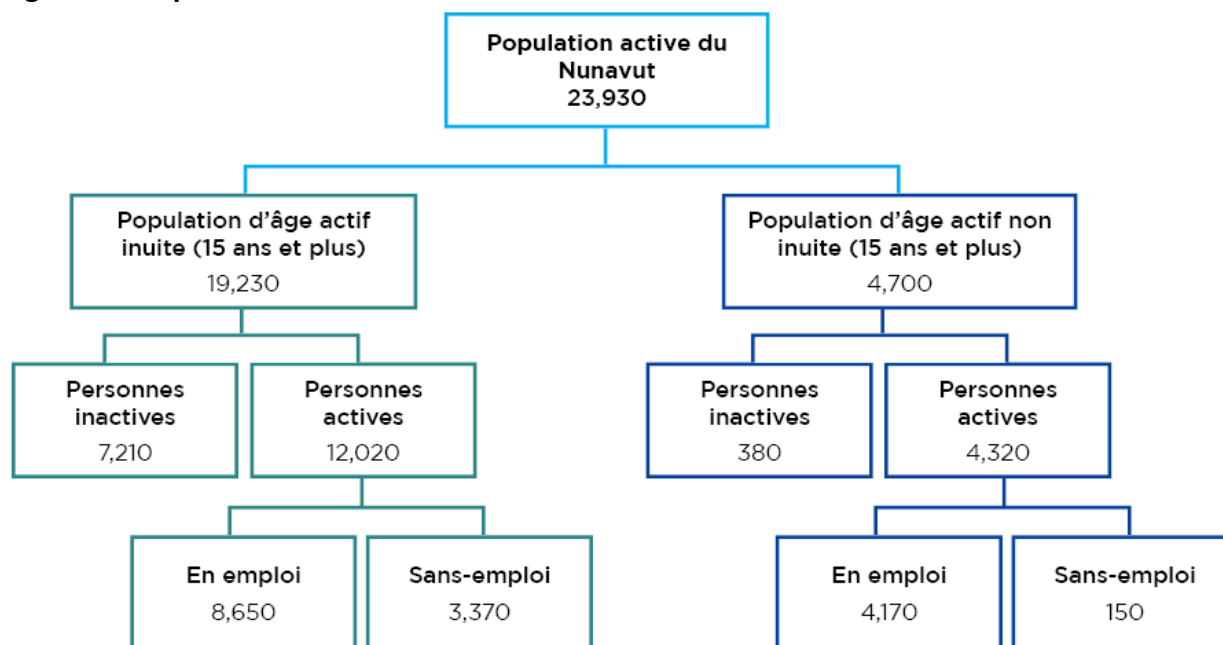 Population active du
Nunavut
23,930
Population d'âge actif
inuite (15 ans et plus)
19,230
Population d'âge actif non
inuite (15 ans et plus)
4,700
Personnes
inactives
7,210
Personnes
actives
12,020
Personnes
inactives
380
Personnes
actives
4,320
En emploi
8,650
Sans-emploi
3,370
En emploi
4,170
Sans-emploi
150